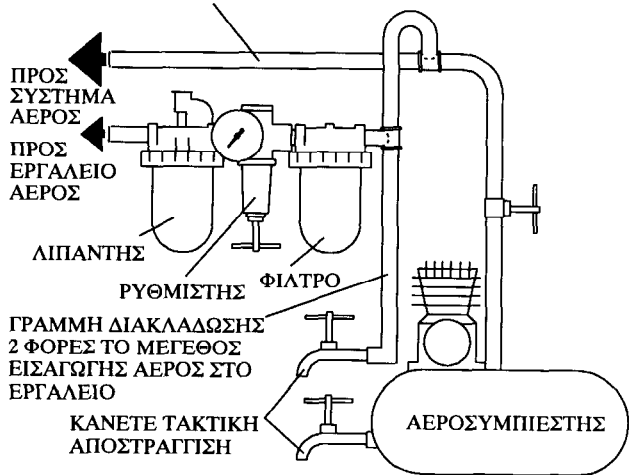 ΠΡΟΣ
ΣΥΣΤΗΜΑ
ΑΕΡΟΣ
ΠΡΟΣ
ΕΡΓΑΛΕΙΟ
ΑΕΡΟΣ
ΛΙΠΑΝΤΗΣ
ΡΥΘΜΙΣΤΗΣ
ΦΙΛΤΡΟ
ΓΡΑΜΜΗ ΔΙΑΚΛΑΔΩΣΗΣ
2 ΦΟΡΕΣ ΤΟ ΜΕΓΕΘΟΣ
ΕΙΣΑΓΩΓΗΣ ΑΕΡΟΣ ΣΤΟ
ΕΡΓΑΛΕΙΟ
ΚΑΝΕΤΕ ΤΑΚΤΙΚΗ
ΑΠΟΣΤΡΑΓΓΙΣΗ
ΑΕΡΟΣΥΜΠΙΕΣΤΗΣ